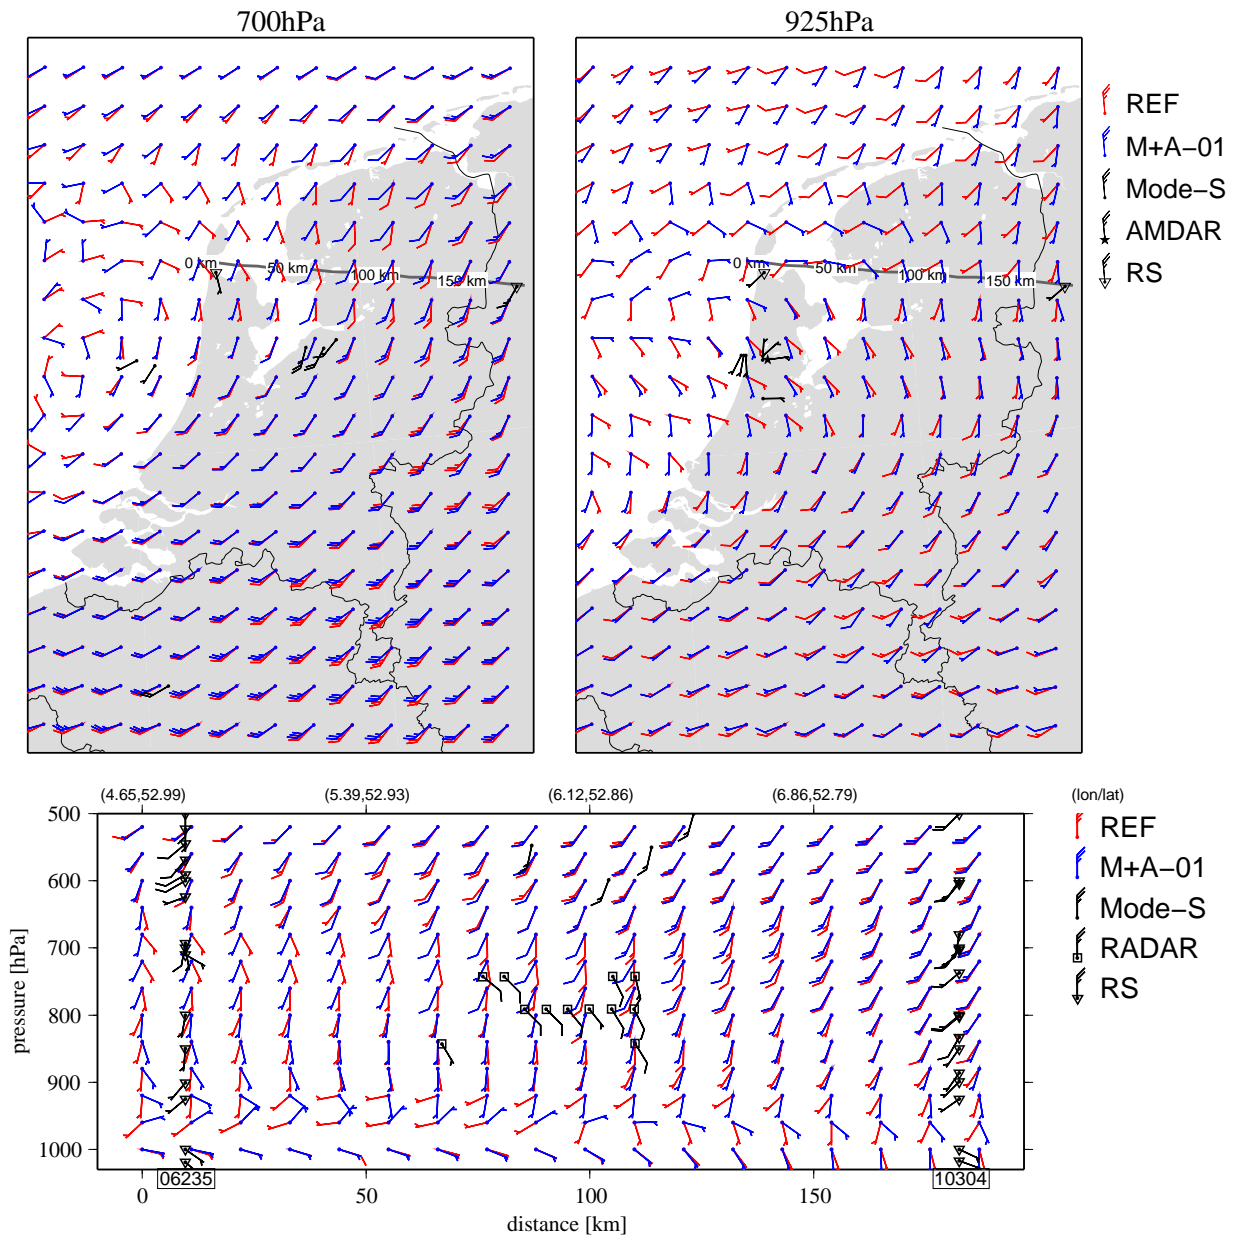 700hPa
925hPa
REF
M+A−01
Mode−S
AMDAR
RS
0 km
50 km
100 km
150 km
0 km
50 km
100 km
150 km
(4.65,52.99)
(5.39,52.93)
(6.12,52.86)
(6.86,52.79)
(lon/lat)
500
600
700
800
900
1000
pressure [hPa]
REF
M+A−01
Mode−S
RADAR
RS
06235
10304
0
50
100
150
distance [km]